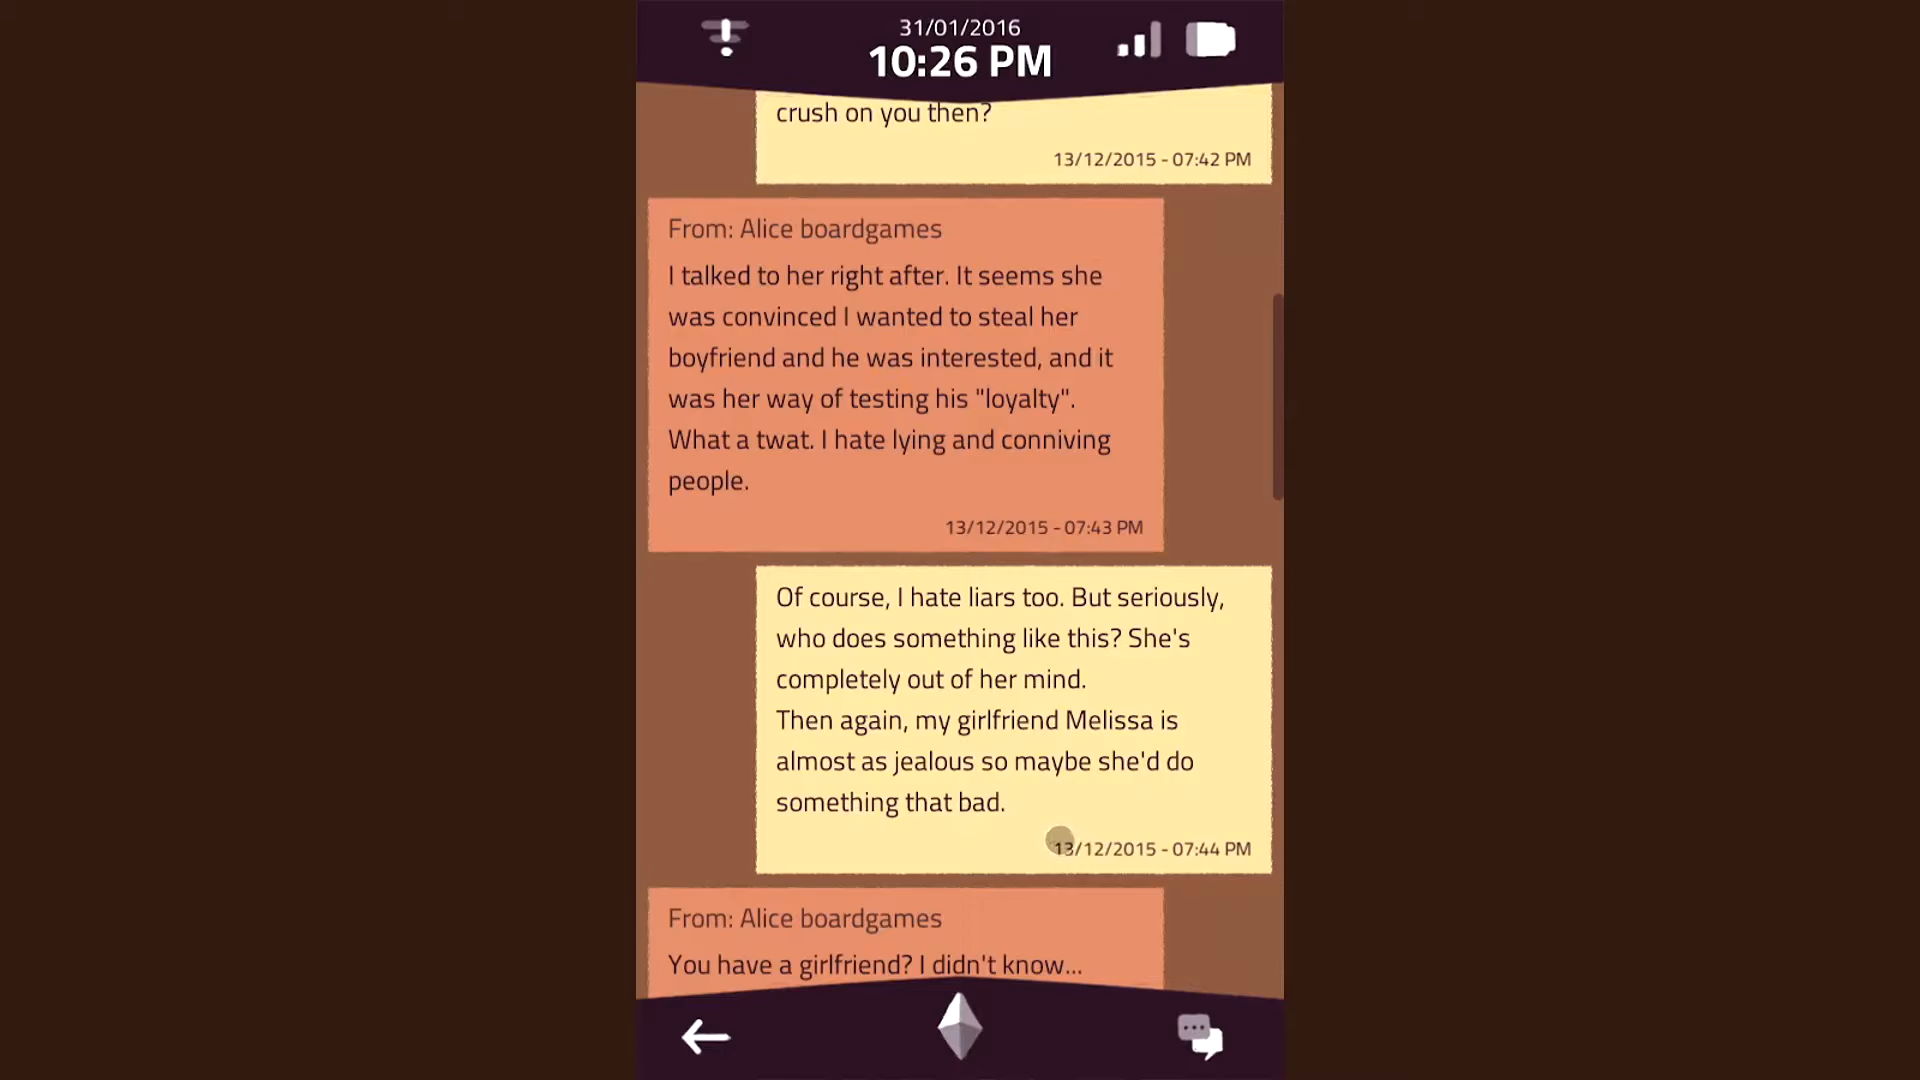 31/01/2016
10:26 PM
crush on you then?
13/12/2015 - 07:42 PM
From: Alice boardgames
I talked to her right after. It seems she
was convinced I wanted to steal her
boyfriend and he was interested, and it
was her way of testing his "loyalty".
What a twat. I hate lying and conniving
people.
13/12/2015 - 07:43 PM
Of course, I hate liars too. But seriously,
who does something like this? She's
completely out of her mind.
Then again, my girlfriend Melissa is
almost as jealous so maybe she'd do
something that bad.
13/12/2015 - 07:44 PM
From: Alice boardgames
You have a girlfriend? I didn't know...